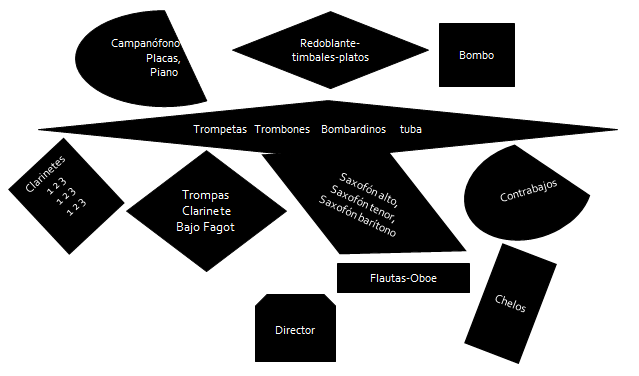 Campanófono
Placas,
Piano
Redoblante-
timbales-platos
Bombo
Trompetas Trombones Bombardinos tuba
Clarinetes
1 2 3
1 2 3
1 2 3
Trompas
Clarinete
Bajo Fagot
Saxofón alto,
Saxofón tenor,
Saxofón barítono
Contrabajos
Flautas-Oboe
Chelos
Director